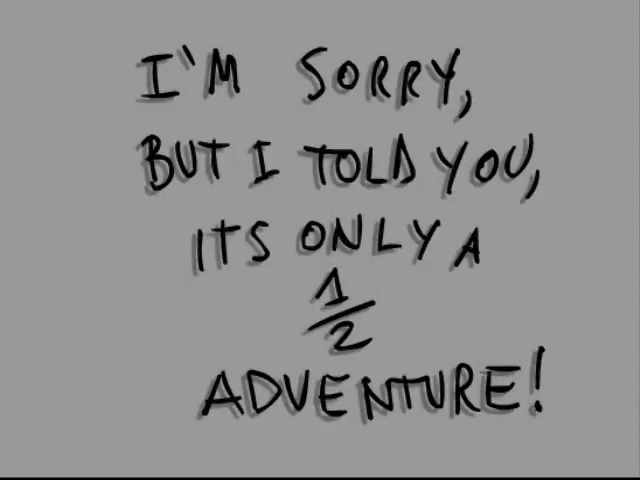 I'M SORRY,
BUT I TOLD YOU,
ITS ONLY A
1/2
ADVENTURE!